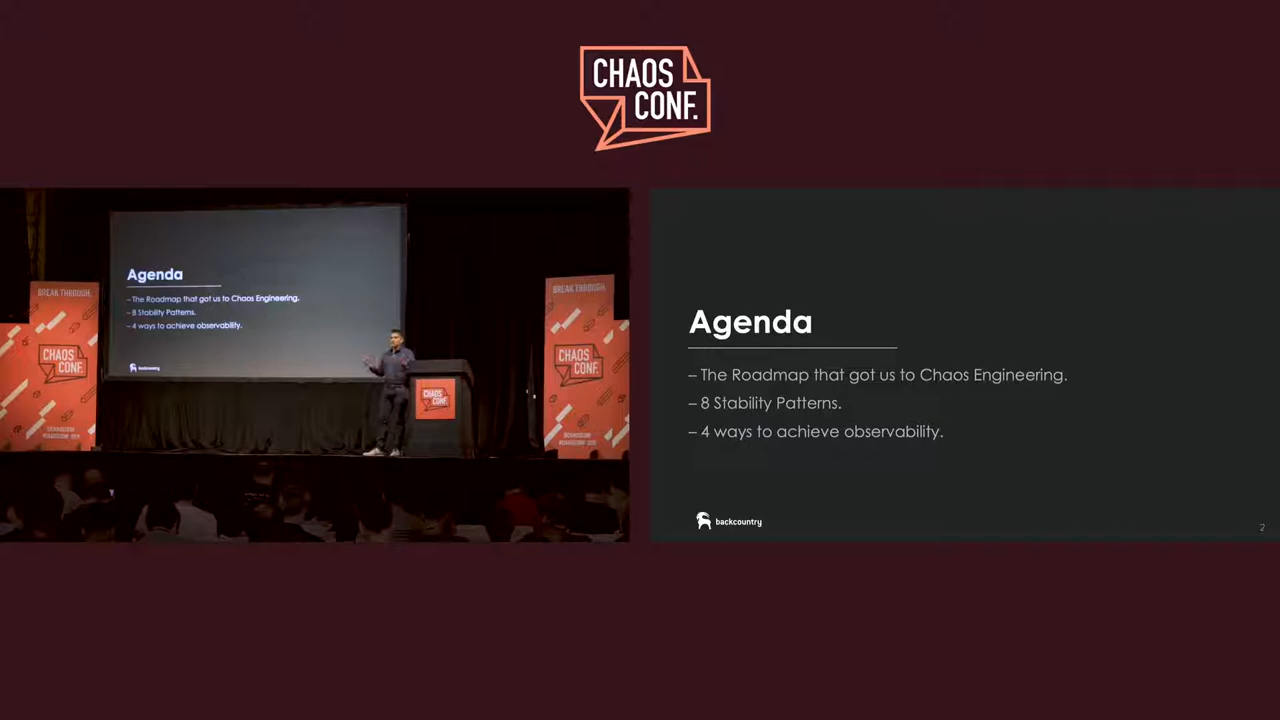 CHAOS
CONF.
Agenda
– The Roadmap that got us to Chaos Engineering.
– 8 Stability Patterns.
– 4 ways to achieve observability.
backcountry
BREAK THROUGH.
CHAOS
CONF.
CHAOS
CONF.
BREAK THROUGH.
CHAOS
CONF.
Agenda
– The Roadmap that got us to Chaos Engineering.
– 8 Stability Patterns.
– 4 ways to achieve observability.
backcountry
2